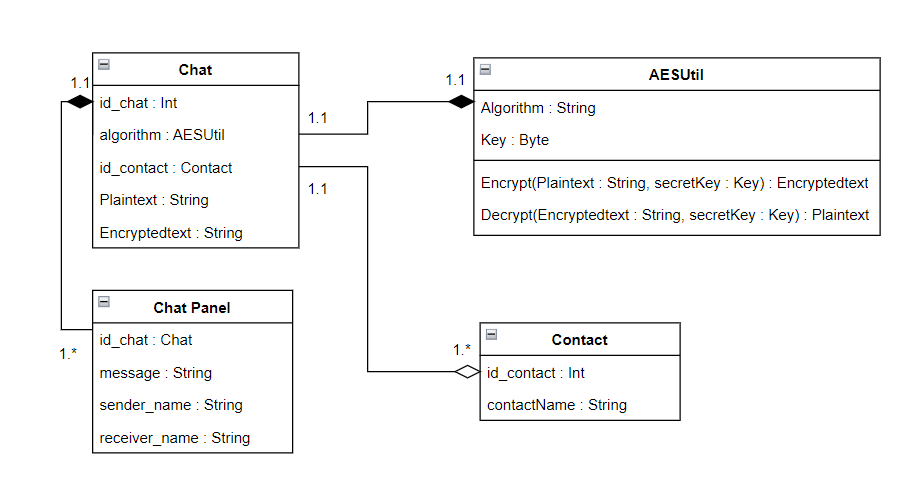 Chat
1.1
id_chat : Int
algorithm : AESUtil
id_contact : Contact
Plaintext : String
Encryptedtext : String
1.1
1.1
1.1
AESUtil
Algorithm : String
Key : Byte
Encrypt(Plaintext : String, secretKey : Key) : Encryptedtext
Decrypt(Encryptedtext : String, secretKey : Key) : Plaintext
Chat Panel
id_chat : Chat
message : String
sender_name : String
receiver_name : String
1.*
1.*
Contact
id_contact : Int
contactName : String